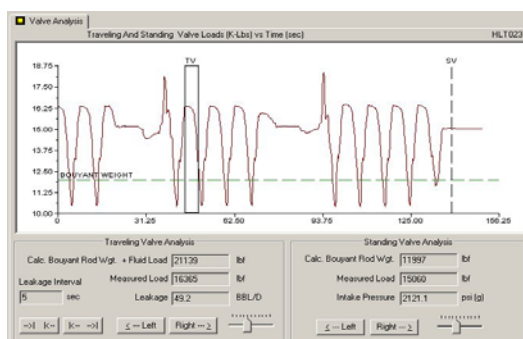 Valve Analysis
Traveling And Standing Valve Loads (K-Lbs) vs Time (sec)
HLT023
TV
SV
18.75
17.50
16.25
15.00
13.75
12.50
11.25
10.00
BOUYANT WEIGHT
0
31.25
62.50
93.75
125.00
156.25
Traveling Valve Analysis
Calc. Bouyant Rod Wgt. + Fluid Load 21139 lbf
Leakage Interval
Measured Load 16365 lbf
5 sec
Leakage 49.2 BBL/D
-->| |<-- |<-- -->|
< --- Left
Right --- >
Standing Valve Analysis
Calc. Bouyant Rod Wgt. 11997 lbf
Measured Load 15060 lbf
Intake Pressure 2121.1 psi (g)
< --- Left
Right --- >